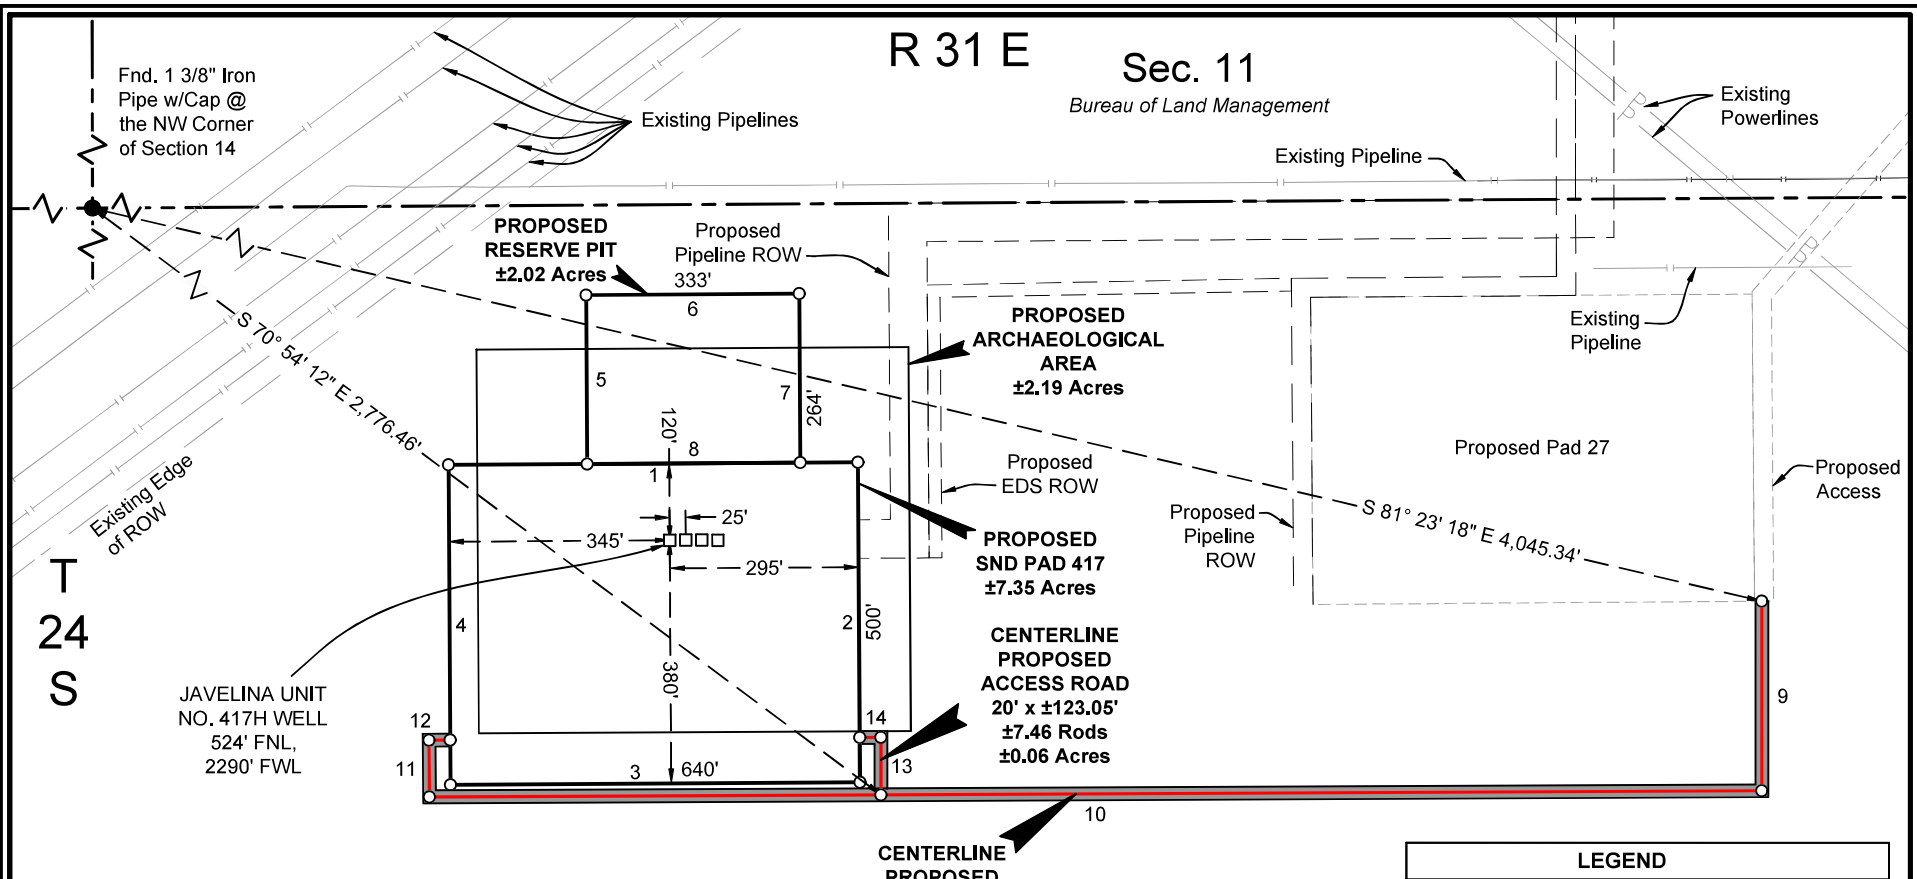 R 31 E
Sec. 11
Bureau of Land Management
Fnd. 1 3/8" Iron
Pipe w/Cap @
the NW Corner
of Section 14
Existing Pipelines
Existing
Powerlines
Existing Pipeline
PROPOSED
RESERVE PIT
±2.02 Acres
Proposed
Pipeline ROW
333'
6
PROPOSED
ARCHAEOLOGICAL
AREA
±2.19 Acres
Existing
Pipeline
S 70° 54' 12" E 2,776.46'
5
7
264'
120'
8
1
Proposed Pad 27
Proposed
Access
Existing Edge
of ROW
Proposed
EDS ROW
S 81° 23' 18" E 4,045.34'
Proposed
Pipeline
ROW
25'
345'
295'
PROPOSED
SND PAD 417
±7.35 Acres
T
24
S
4
2
500'
380'
CENTERLINE
PROPOSED
ACCESS ROAD
20' x ±123.05'
±7.46 Rods
±0.06 Acres
JAVELINA UNIT
NO. 417H WELL
524' FNL,
2290' FWL
9
12
14
11
3
640'
13
10
CENTERLINE
PROPOSED
LEGEND